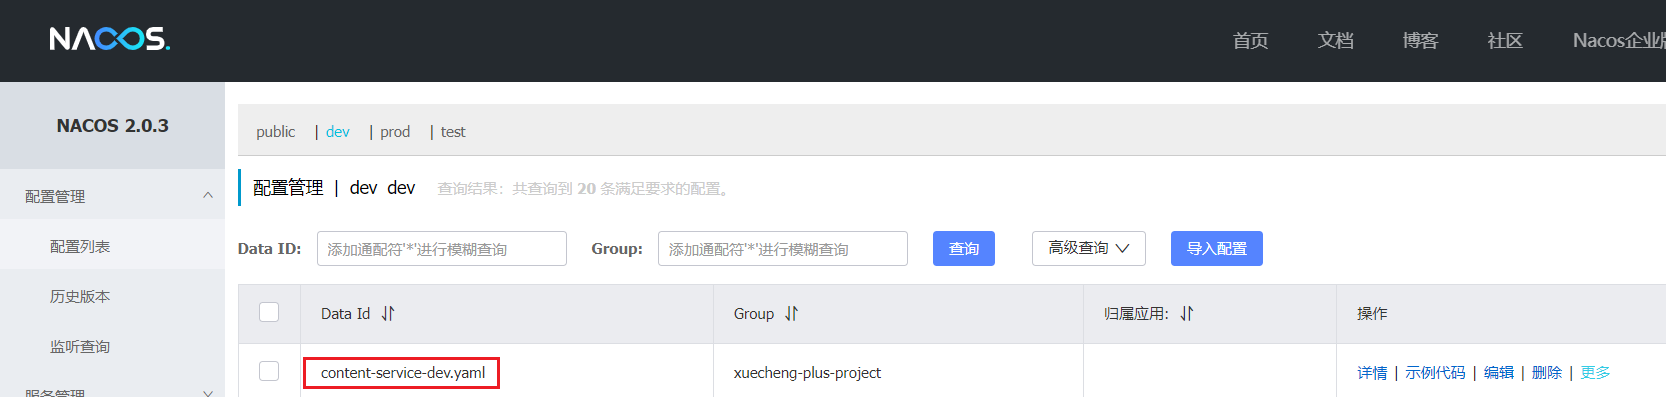 NACOS.
首页 文档 博客 社区 Nacos企业版
NACOS 2.0.3
public | dev | prod | test
配置管理
配置管理 | dev dev 查询结果：共查询到 20 条满足要求的配置。
配置列表
Data ID: 添加通配符'*'进行模糊查询 Group: 添加通配符'*'进行模糊查询 查询 高级查询 导入配置
历史版本
Data Id Group 归属应用: 操作
监听查询
content-service-dev.yaml xuecheng-plus-project 详情 | 示例代码 | 编辑 | 删除 | 更多
服务管理